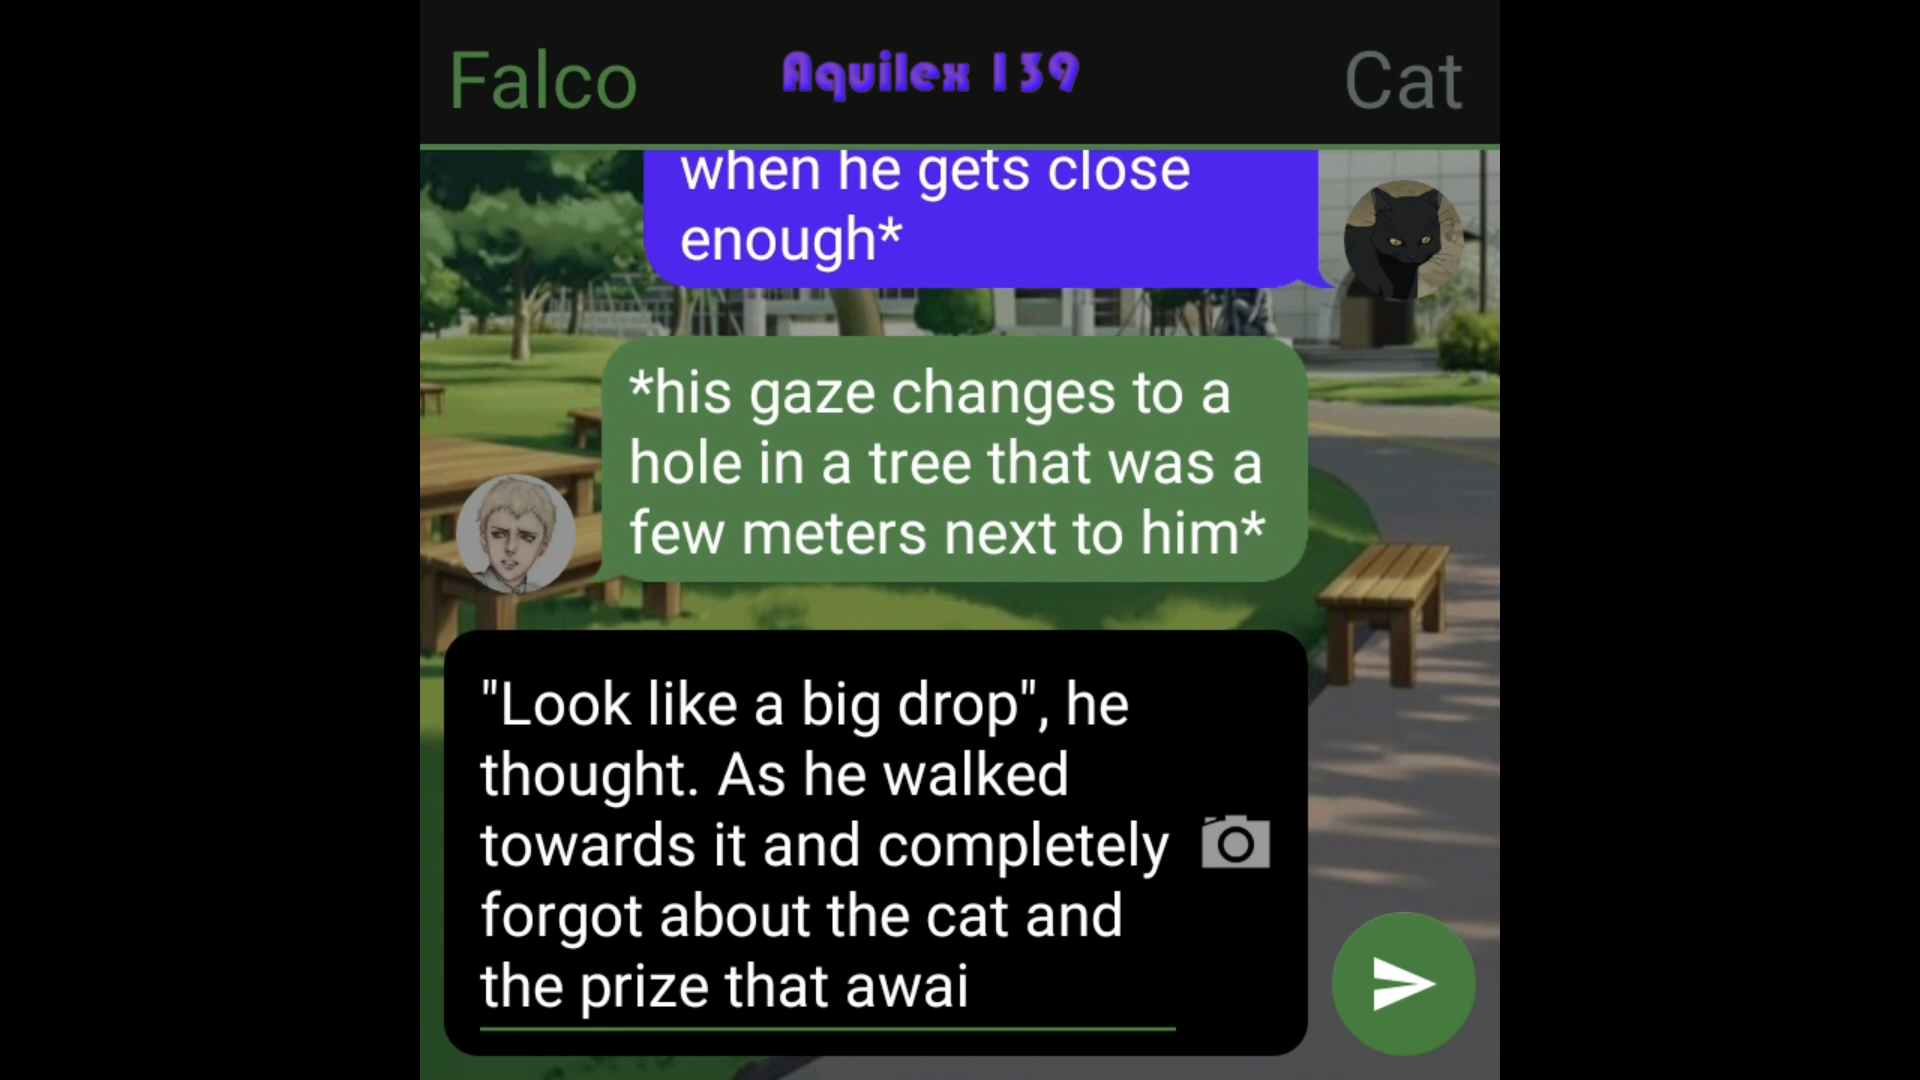 Falco
Aquilex 139
Cat
when he gets close
enough*
*his gaze changes to a
hole in a tree that was a
few meters next to him*
"Look like a big drop", he
thought. As he walked
towards it and completely
forgot about the cat and
the prize that awai